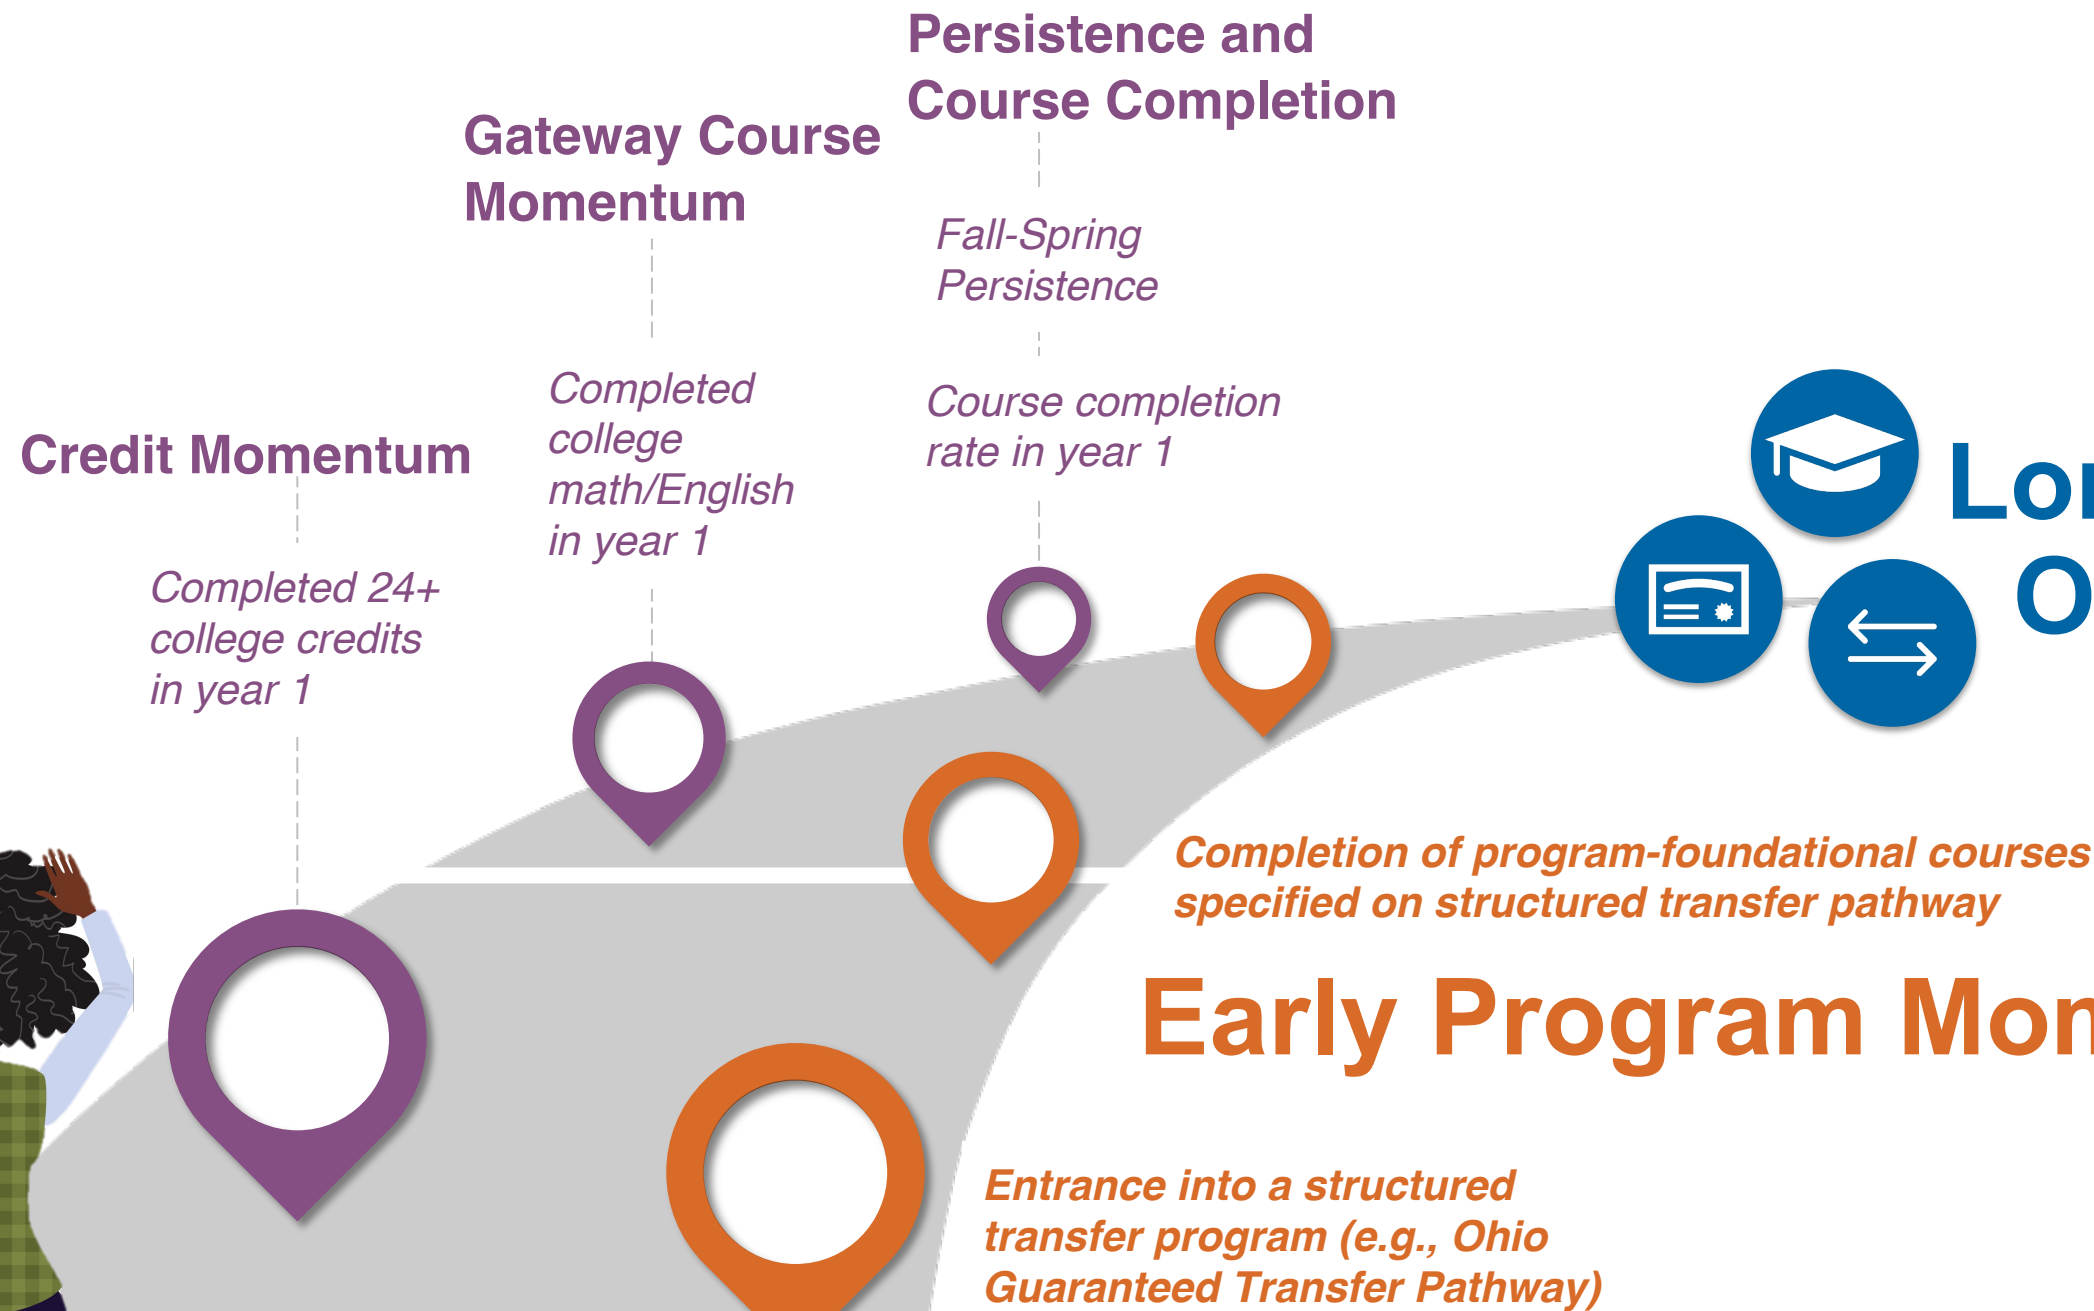 Persistence and
Course Completion
Gateway Course
Momentum
Fall-Spring
Persistence
Completed
college
math/English
in year 1
Course completion
rate in year 1
Credit Momentum
Completed 24+
college credits
in year 1
Completion of program-foundational courses
specified on structured transfer pathway
Early Program
Entrance into a structured
transfer program (e.g., Ohio
Guaranteed Transfer Pathway)